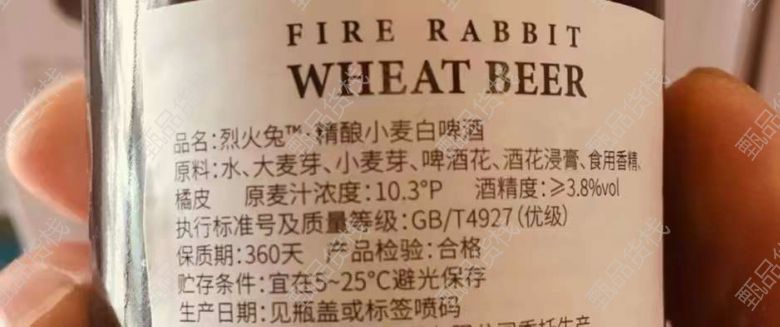 FIRE RABBIT
WHEAT BEER
品名:烈火兔™·精酿小麦白啤酒
原料:水、大麦芽、小麦芽、啤酒花、酒花浸膏、食用香精、
橘皮 原麦汁浓度:10.3°P 酒精度:≥3.8%vol
执行标准号及质量等级:GB/T4927(优级)
保质期:360天 产品检验:合格
贮存条件:宜在5~25°C避光保存
生产日期:见瓶盖或标签喷码
甄品货栈